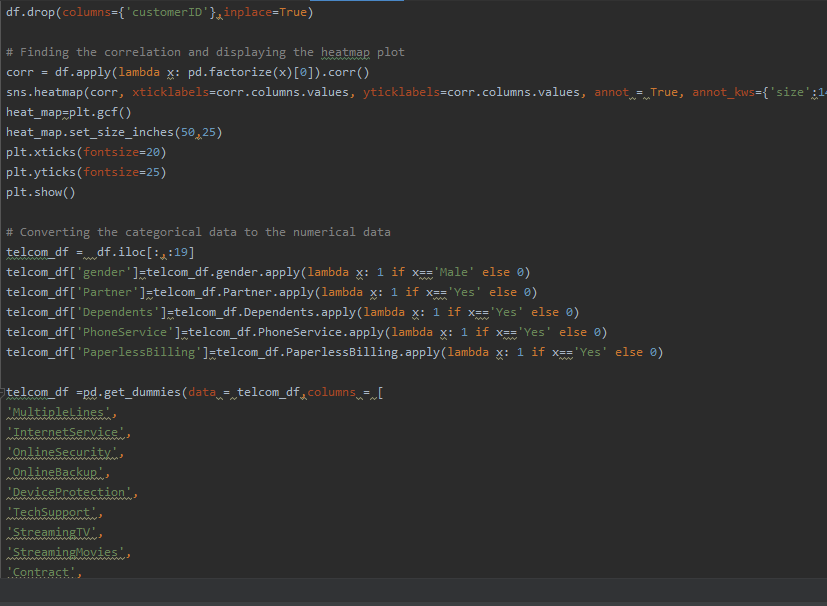 df.drop(columns={'customerID'},inplace=True)
# Finding the correlation and displaying the heatmap plot
corr = df.apply(lambda x: pd.factorize(x)[0]).corr()
sns.heatmap(corr, xticklabels=corr.columns.values, yticklabels=corr.columns.values, annot = True, annot_kws={'size':14
heat_map=plt.gcf()
heat_map.set_size_inches(50,25)
plt.xticks(fontsize=20)
plt.yticks(fontsize=25)
plt.show()
# Converting the categorical data to the numerical data
telcom_df =  df.iloc[:,:19]
telcom_df['gender']=telcom_df.gender.apply(lambda x: 1 if x=='Male' else 0)
telcom_df['Partner']=telcom_df.Partner.apply(lambda x: 1 if x=='Yes' else 0)
telcom_df['Dependents']=telcom_df.Dependents.apply(lambda x: 1 if x=='Yes' else 0)
telcom_df['PhoneService']=telcom_df.PhoneService.apply(lambda x: 1 if x=='Yes' else 0)
telcom_df['PaperlessBilling']=telcom_df.PaperlessBilling.apply(lambda x: 1 if x=='Yes' else 0)
telcom_df =pd.get_dummies(data = telcom_df,columns = [
'MultipleLines',
'InternetService',
'OnlineSecurity',
'OnlineBackup',
'DeviceProtection',
'TechSupport',
'StreamingTV',
'StreamingMovies',
'Contract',